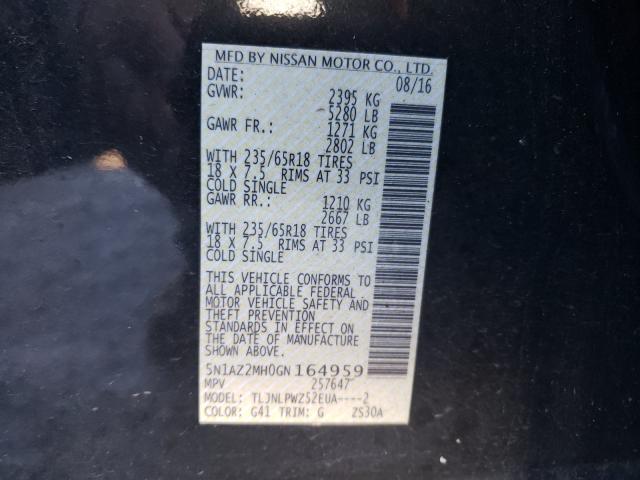 MFD BY NISSAN MOTOR CO., LTD.
DATE: 08/16
GVWR: 2395 KG
5280 LB
GAWR FR.: 1271 KG
2802 LB
WITH 235/65R18 TIRES
18 X 7.5 RIMS AT 33 PSI
COLD SINGLE
GAWR RR.: 1210 KG
2667 LB
WITH 235/65R18 TIRES
18 X 7.5 RIMS AT 33 PSI
COLD SINGLE
THIS VEHICLE CONFORMS TO
ALL APPLICABLE FEDERAL
MOTOR VEHICLE SAFETY AND
THEFT PREVENTION
STANDARDS IN EFFECT ON
THE DATE OF MANUFACTURE
SHOWN ABOVE.
5N1AZ2MH0GN164959
MPV 257647
MODEL: TLJNLPWZ52EUA----2
COLOR: G41 TRIM: G ZS30A